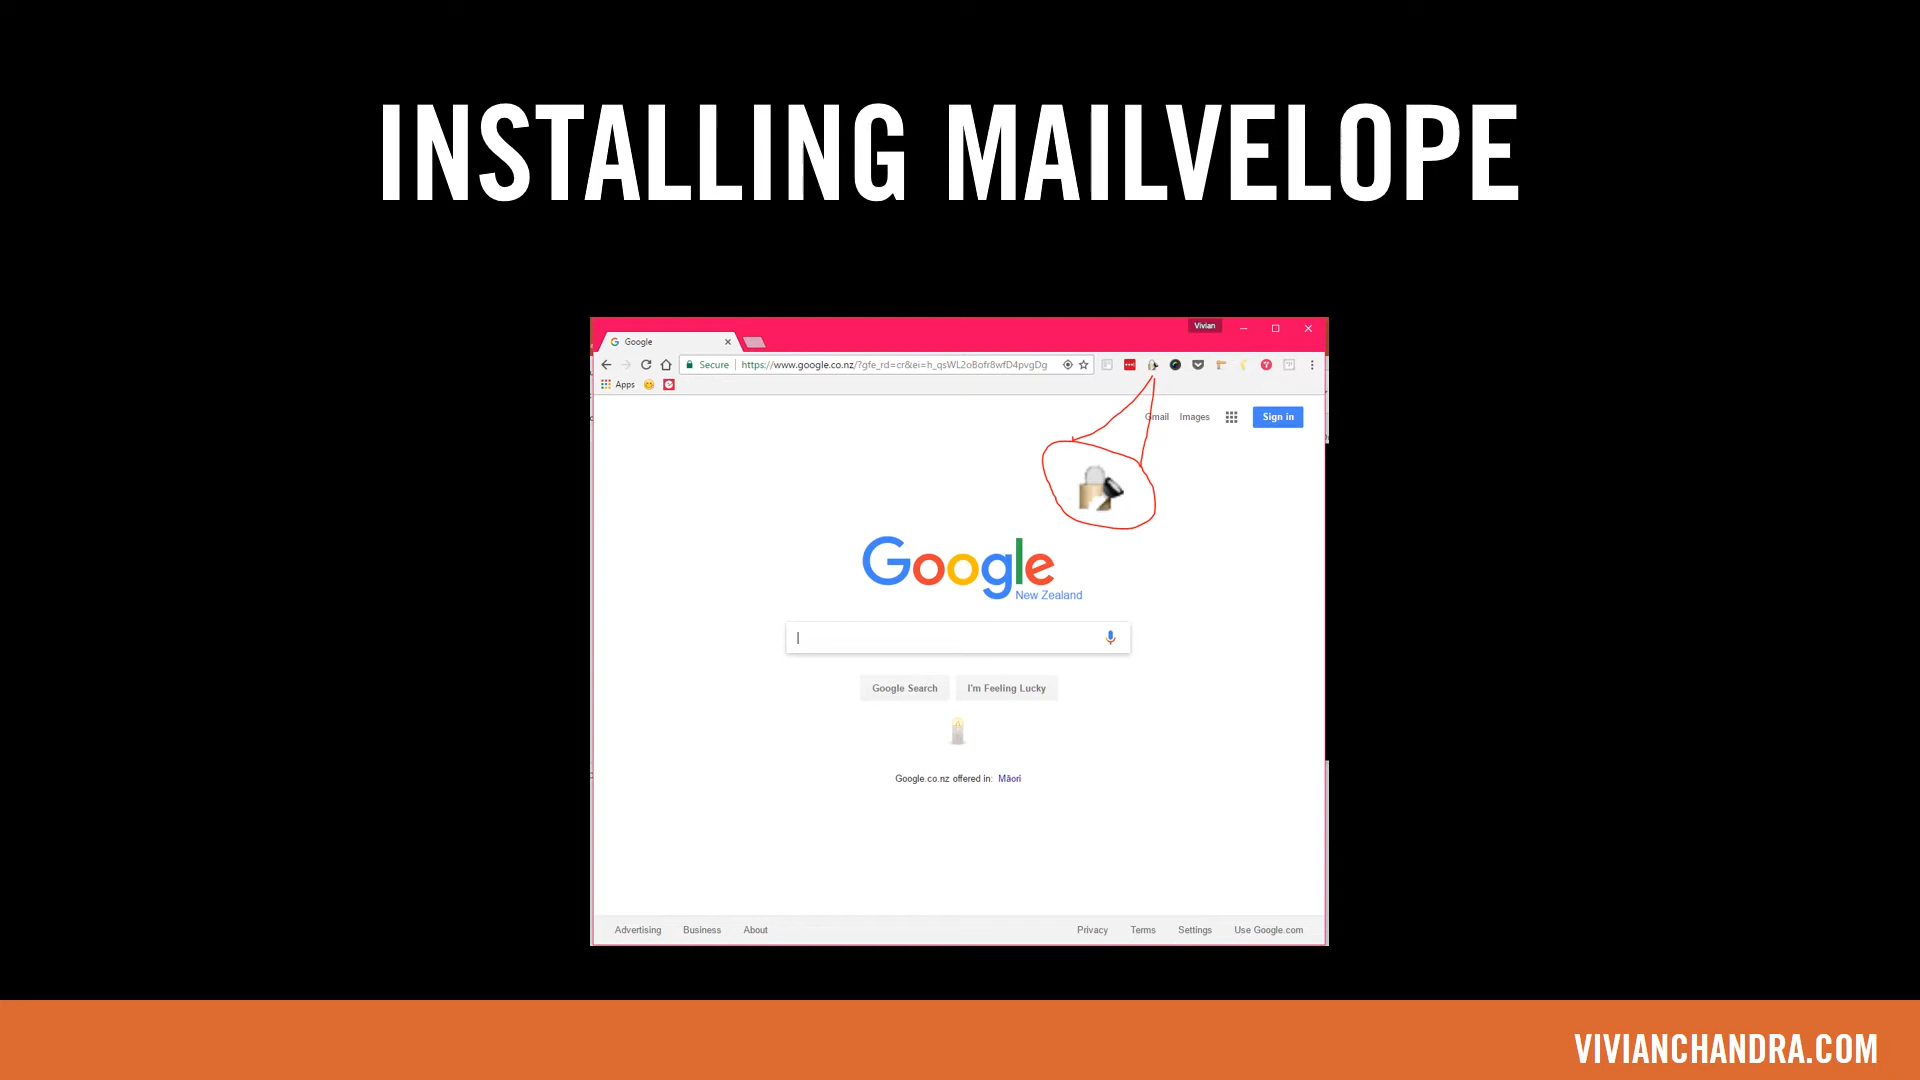 INSTALLING MAILVELOPE
Vivian
Google
Secure https://www.google.co.nz/?gfe_rd=cr&ei=h_qsWL2oBofr8wfD4pvgDg
Apps
Gmail Images Sign in
Google
New Zealand
Google Search I'm Feeling Lucky
Google.co.nz offered in: Māori
Advertising Business About Privacy Terms Settings Use Google.com
VIVIANCHANDRA.COM